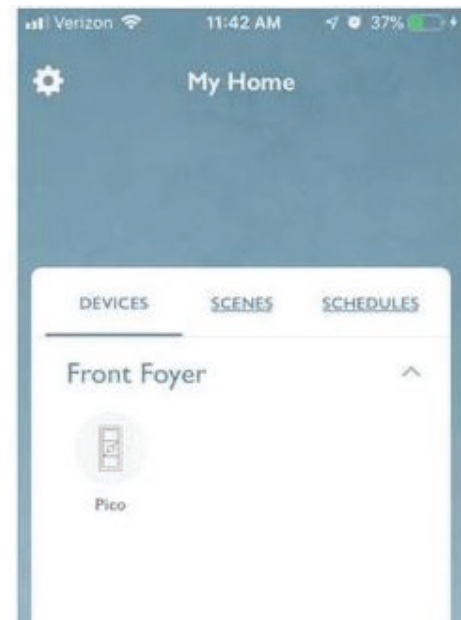 Verizon 11:42 AM 37%
My Home
DEVICES SCENES SCHEDULES
Front Foyer
Pico